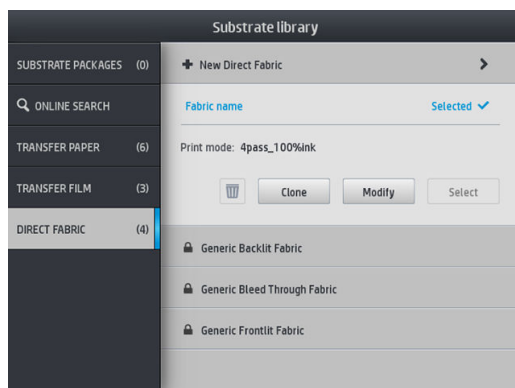 Substrate library
SUBSTRATE PACKAGES (0)
ONLINE SEARCH
TRANSFER PAPER (6)
TRANSFER FILM (3)
DIRECT FABRIC (4)
New Direct Fabric
Fabric name Selected
Print mode: 4pass_100%ink
Clone Modify Select
Generic Backlit Fabric
Generic Bleed Through Fabric
Generic Frontlit Fabric